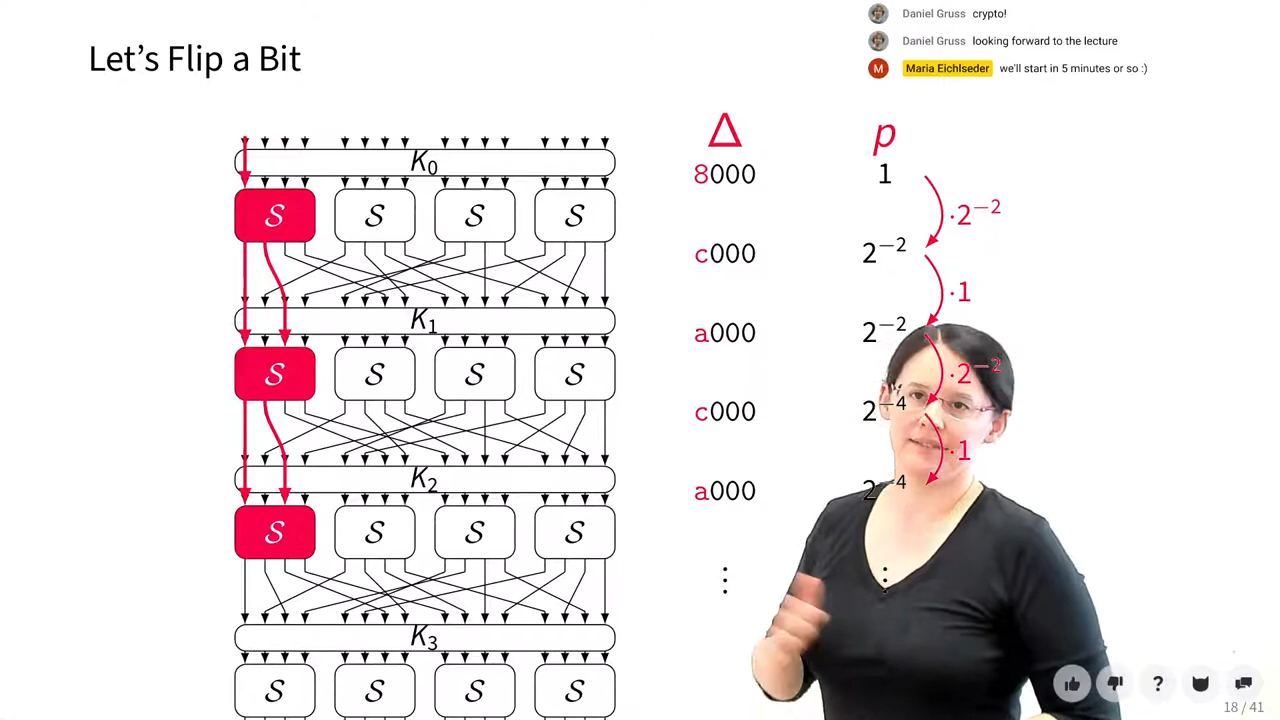 Daniel Gruss crypto!
Daniel Gruss looking forward to the lecture
M Maria Eichlseder we'll start in 5 minutes or so :)
Let's Flip a Bit
Δ p
K₀
8000 1
S S S S
·2⁻²
c000 2⁻²
K₁
·1
a000 2⁻²
S S S S
·2⁻²
c000 2⁻⁴
K₂
·1
a000 2⁻⁴
S S S S
⋮ ⋮
K₃
S S S S
?
18 / 41